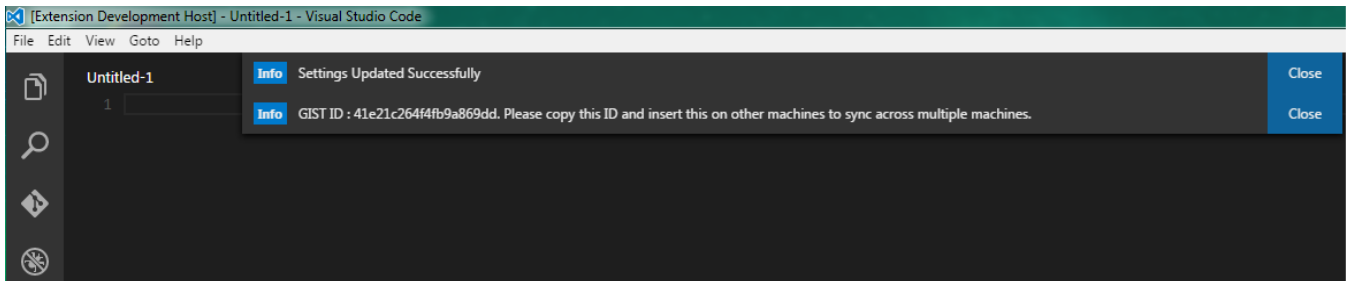 [Extension Development Host] - Untitled-1 - Visual Studio Code
File Edit View Goto Help
Untitled-1
Info Settings Updated Successfully Close
1
Info GIST ID : 41e21c264f4fb9a869dd. Please copy this ID and insert this on other machines to sync across multiple machines. Close